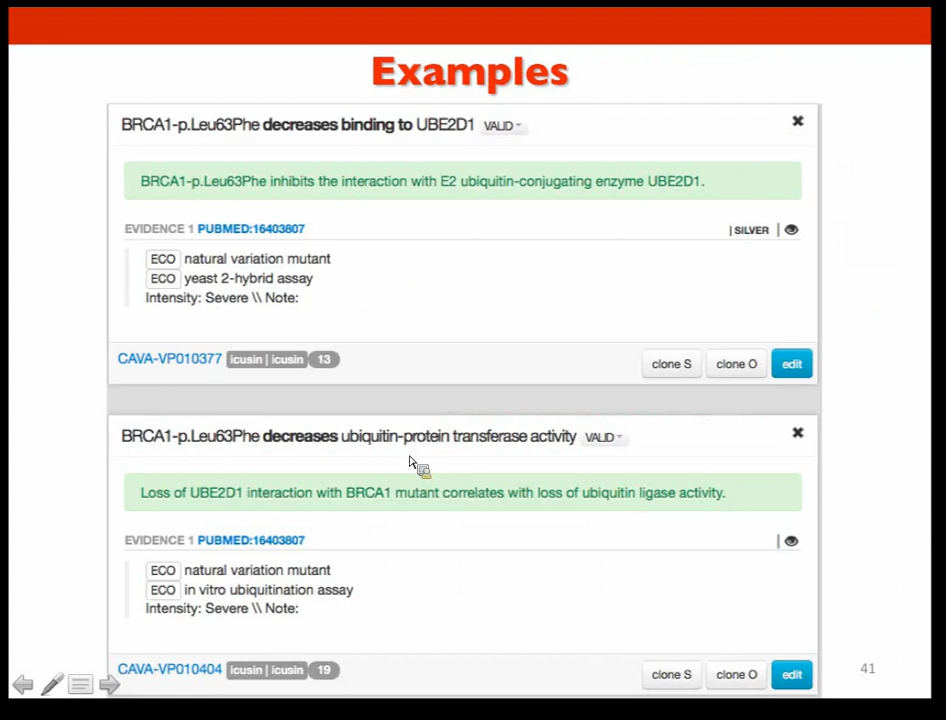 Examples
BRCA1-p.Leu63Phe decreases binding to UBE2D1 VALID
BRCA1-p.Leu63Phe inhibits the interaction with E2 ubiquitin-conjugating enzyme UBE2D1.
EVIDENCE 1 PUBMED:16403807 | SILVER |
ECO natural variation mutant
ECO yeast 2-hybrid assay
Intensity: Severe \\ Note:
CAVA-VP010377 icusin | icusin 13 clone S clone O edit
BRCA1-p.Leu63Phe decreases ubiquitin-protein transferase activity VALID
Loss of UBE2D1 interaction with BRCA1 mutant correlates with loss of ubiquitin ligase activity.
EVIDENCE 1 PUBMED:16403807 |
ECO natural variation mutant
ECO in vitro ubiquitination assay
Intensity: Severe \\ Note:
CAVA-VP010404 icusin | icusin 19 clone S clone O edit
41